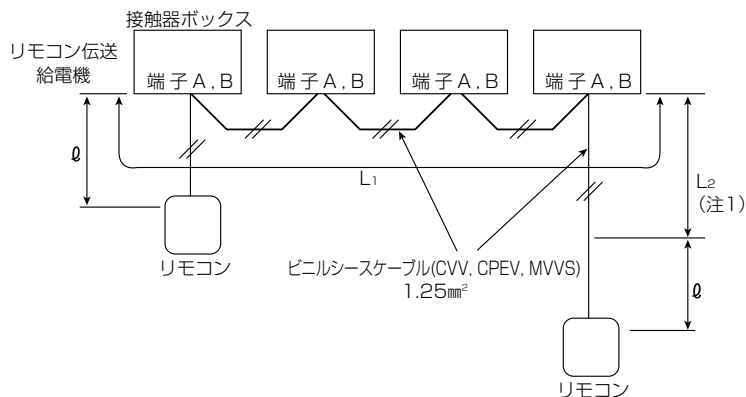 接触器ボックス
リモコン伝送
給電機
端子A,B
端子A,B
端子A,B
端子A,B
ℓ
L1
L2
(注1)
リモコン
ビニルシースケーブル(CVV, CPEV, MVVS)
1.25mm²
ℓ
リモコン